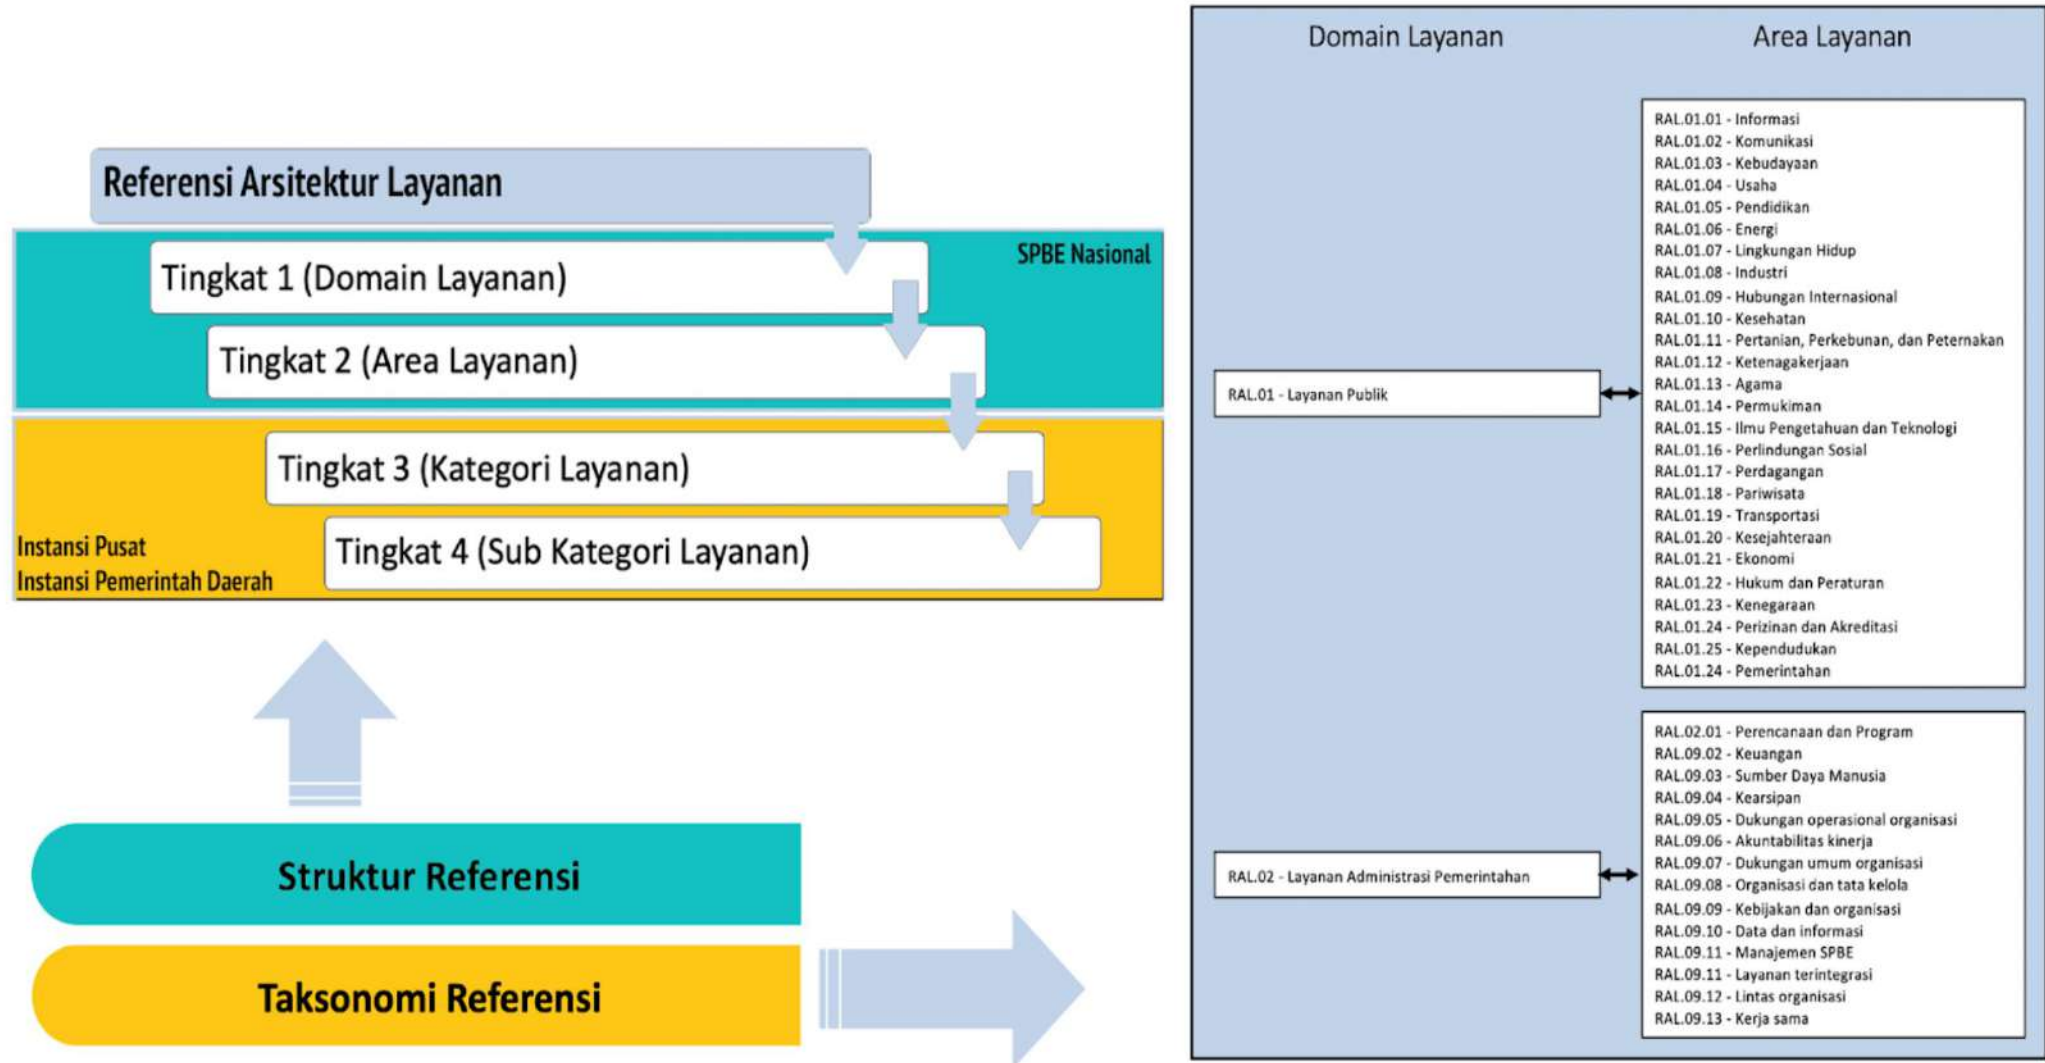 Referensi Arsitektur Layanan
SPBE Nasional
Tingkat 1 (Domain Layanan)
Tingkat 2 (Area Layanan)
Tingkat 3 (Kategori Layanan)
Tingkat 4 (Sub Kategori Layanan)
Instansi Pusat
Instansi Pemerintah Daerah
Struktur Referensi
Taksonomi Referensi
Domain Layanan
Area Layanan
RAL.01 - Layanan Publik
RAL.01.01 - Informasi
RAL.01.02 - Komunikasi
RAL.01.03 - Kebudayaan
RAL.01.04 - Usaha
RAL.01.05 - Pendidikan
RAL.01.06 - Energi
RAL.01.07 - Lingkungan Hidup
RAL.01.08 - Industri
RAL.01.09 - Hubungan Internasional
RAL.01.10 - Kesehatan
RAL.01.11 - Pertanian, Perkebunan, dan Peternakan
RAL.01.12 - Ketenagakerjaan
RAL.01.13 - Agama
RAL.01.14 - Permukiman
RAL.01.15 - Ilmu Pengetahuan dan Teknologi
RAL.01.16 - Perlindungan Sosial
RAL.01.17 - Perdagangan
RAL.01.18 - Pariwisata
RAL.01.19 - Transportasi
RAL.01.20 - Kesejahteraan
RAL.01.21 - Ekonomi
RAL.01.22 - Hukum dan Peraturan
RAL.01.23 - Kenegaraan
RAL.01.24 - Perizinan dan Akreditasi
RAL.01.25 - Kependudukan
RAL.01.24 - Pemerintahan
RAL.02 - Layanan Administrasi Pemerintahan
RAL.02.01 - Perencanaan dan Program
RAL.09.02 - Keuangan
RAL.09.03 - Sumber Daya Manusia
RAL.09.04 - Kearsipan
RAL.09.05 - Dukungan operasional organisasi
RAL.09.06 - Akuntabilitas kinerja
RAL.09.07 - Dukungan umum organisasi
RAL.09.08 - Organisasi dan tata kelola
RAL.09.09 - Kebijakan dan organisasi
RAL.09.10 - Data dan informasi
RAL.09.11 - Manajemen SPBE
RAL.09.11 - Layanan terintegrasi
RAL.09.12 - Lintas organisasi
RAL.09.13 - Kerja sama